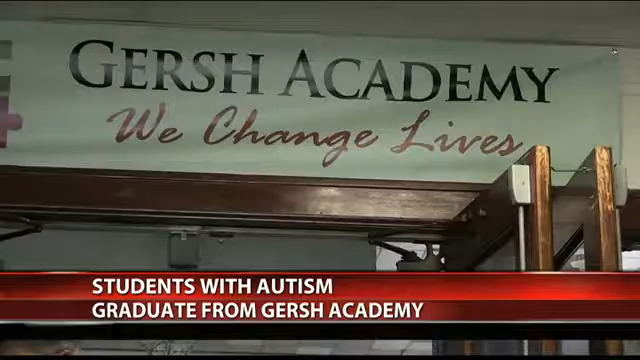 GERSH ACADEMY
We Change Lives
STUDENTS WITH AUTISM
GRADUATE FROM GERSH ACADEMY